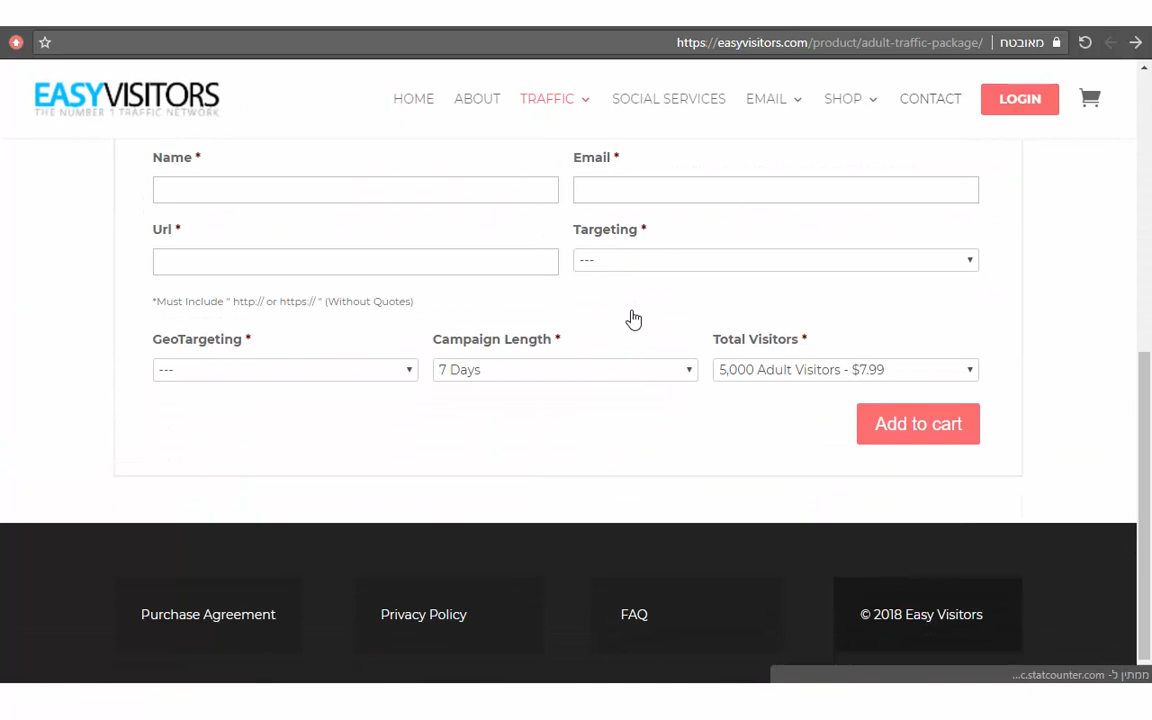 https://easyvisitors.com/product/adult-traffic-package/ מאובטח
EASYVISITORS
THE NUMBER 1 TRAFFIC NETWORK
HOME ABOUT TRAFFIC SOCIAL SERVICES EMAIL SHOP CONTACT LOGIN
Name * Email *
Url * Targeting *
---
*Must Include " http:// or https:// " (Without Quotes)
GeoTargeting * Campaign Length * Total Visitors *
--- 7 Days 5,000 Adult Visitors - $7.99
Add to cart
Purchase Agreement Privacy Policy FAQ © 2018 Easy Visitors
ממתין ל- c.statcounter.com...